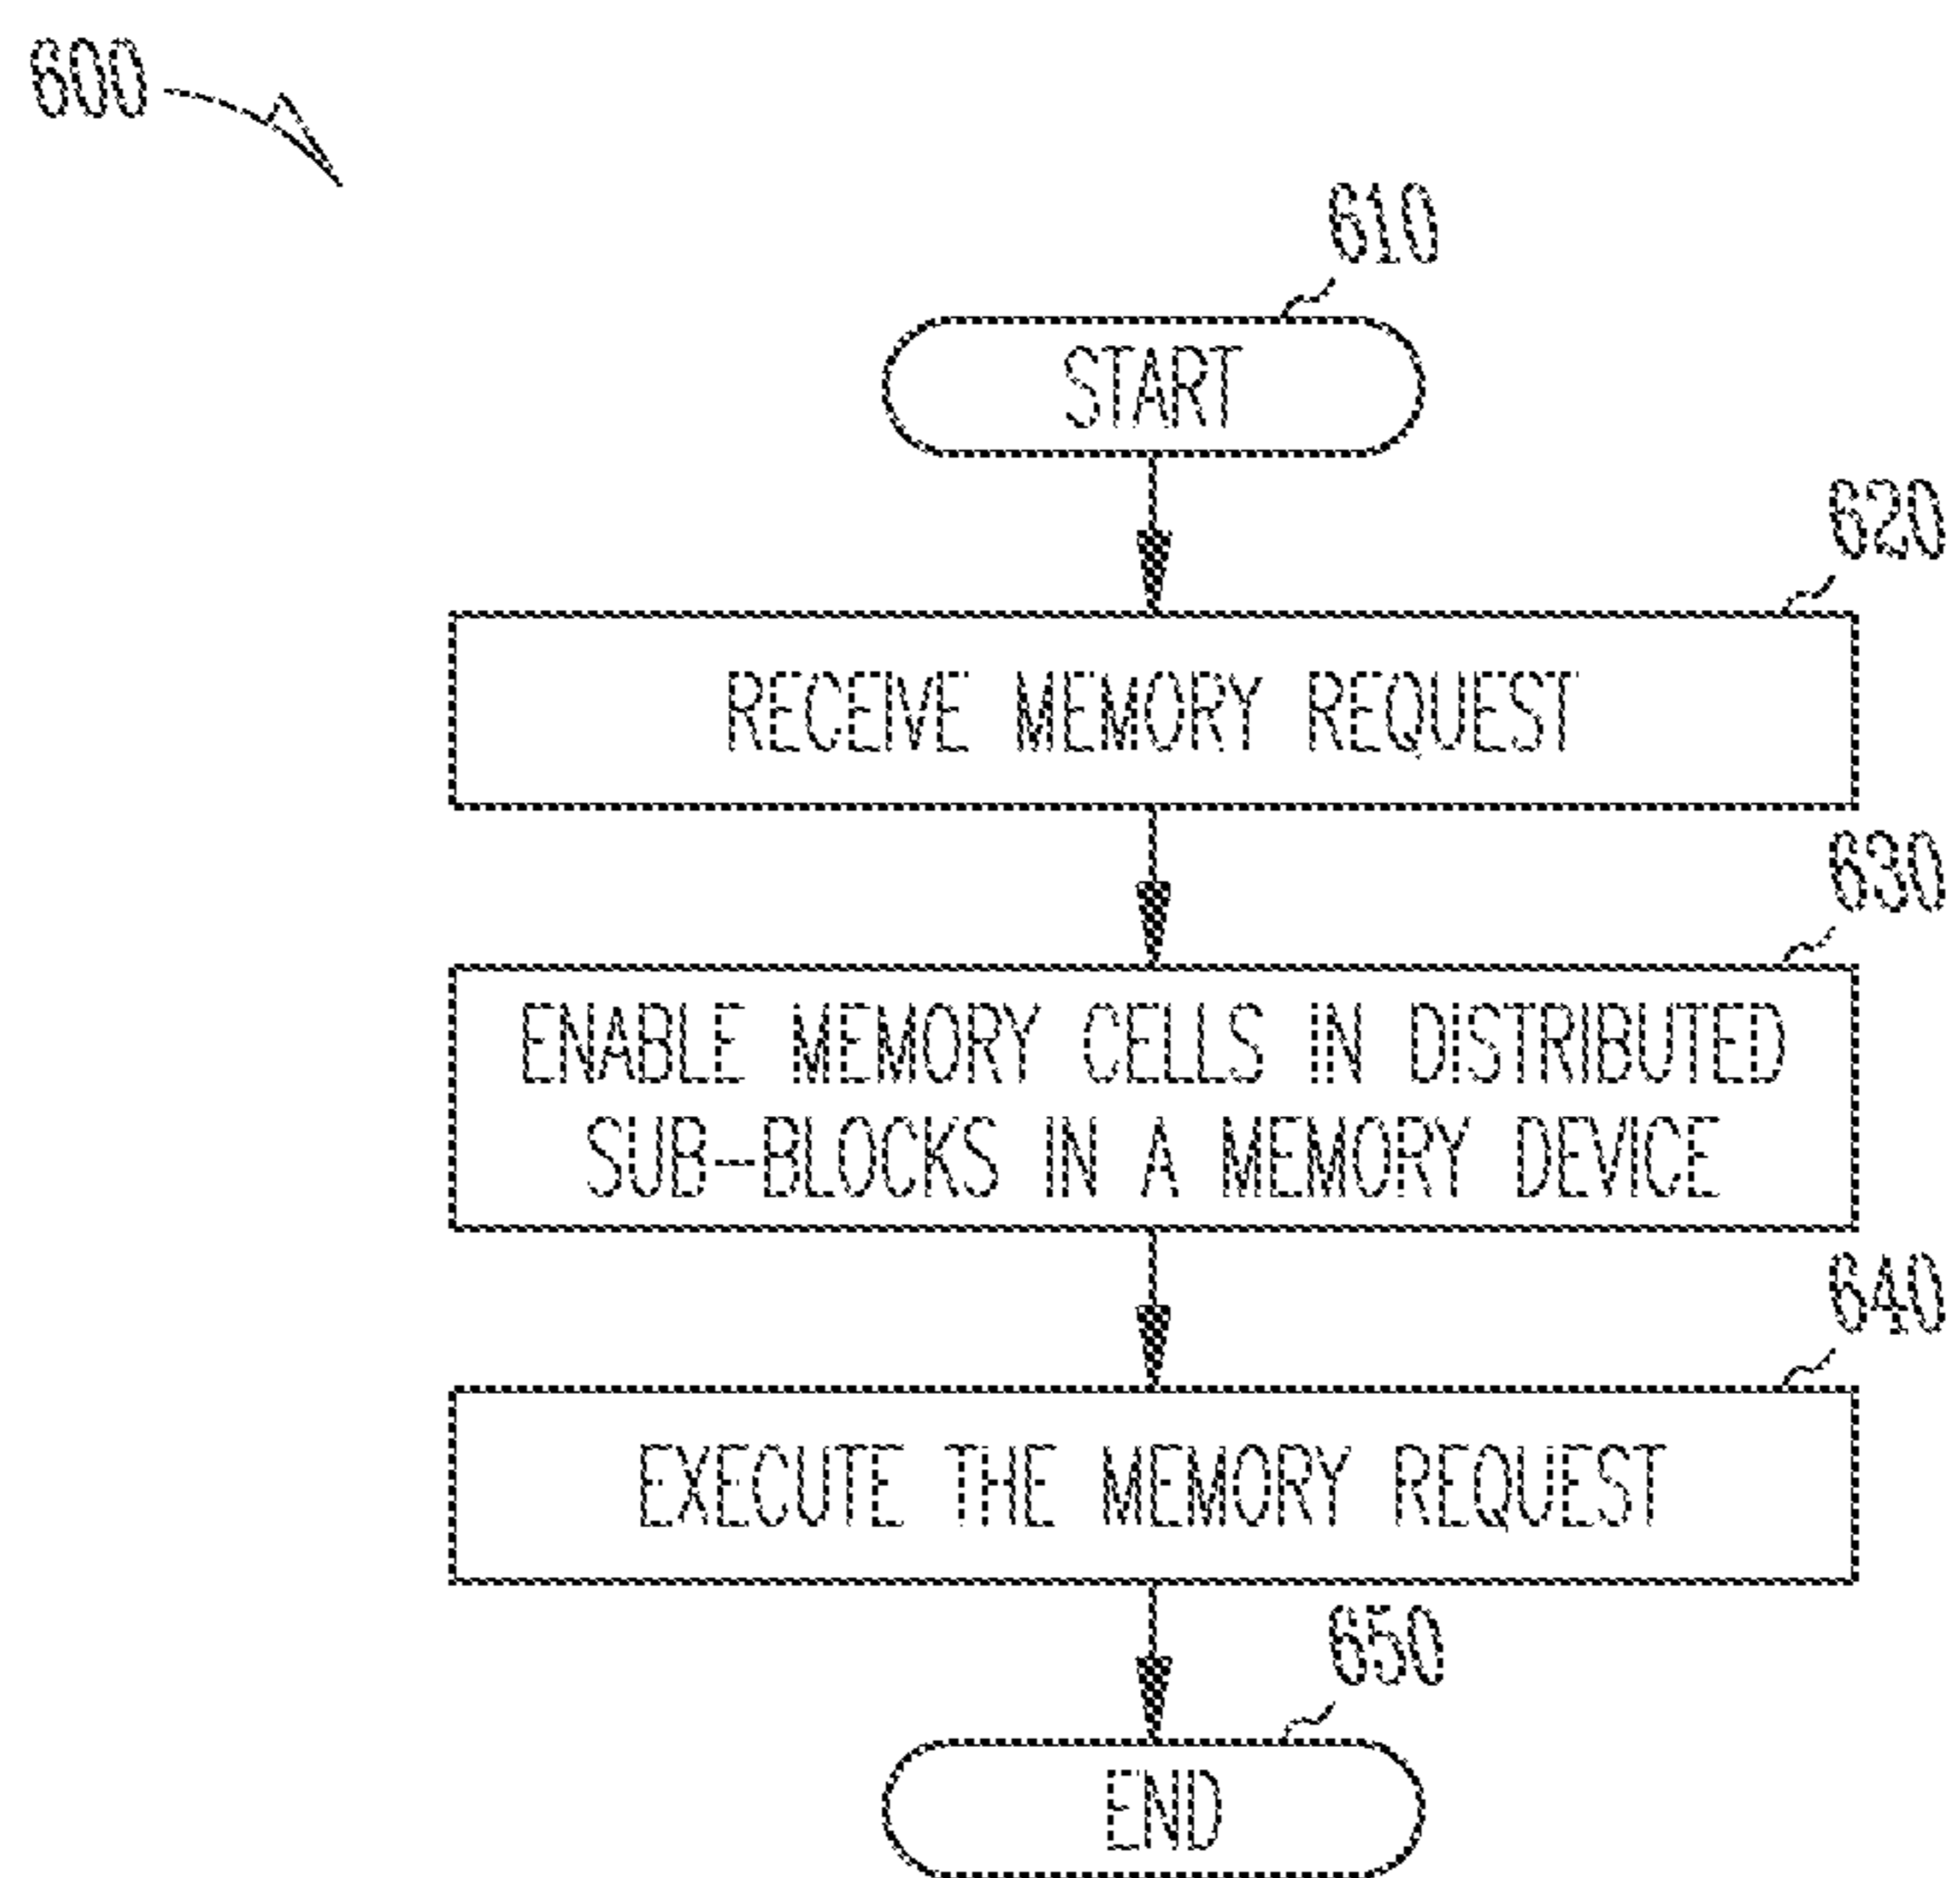 600
610
START
620
RECEIVE MEMORY REQUEST
630
ENABLE MEMORY CELLS IN DISTRIBUTED
SUB-BLOCKS IN A MEMORY DEVICE
640
EXECUTE THE MEMORY REQUEST
650
END